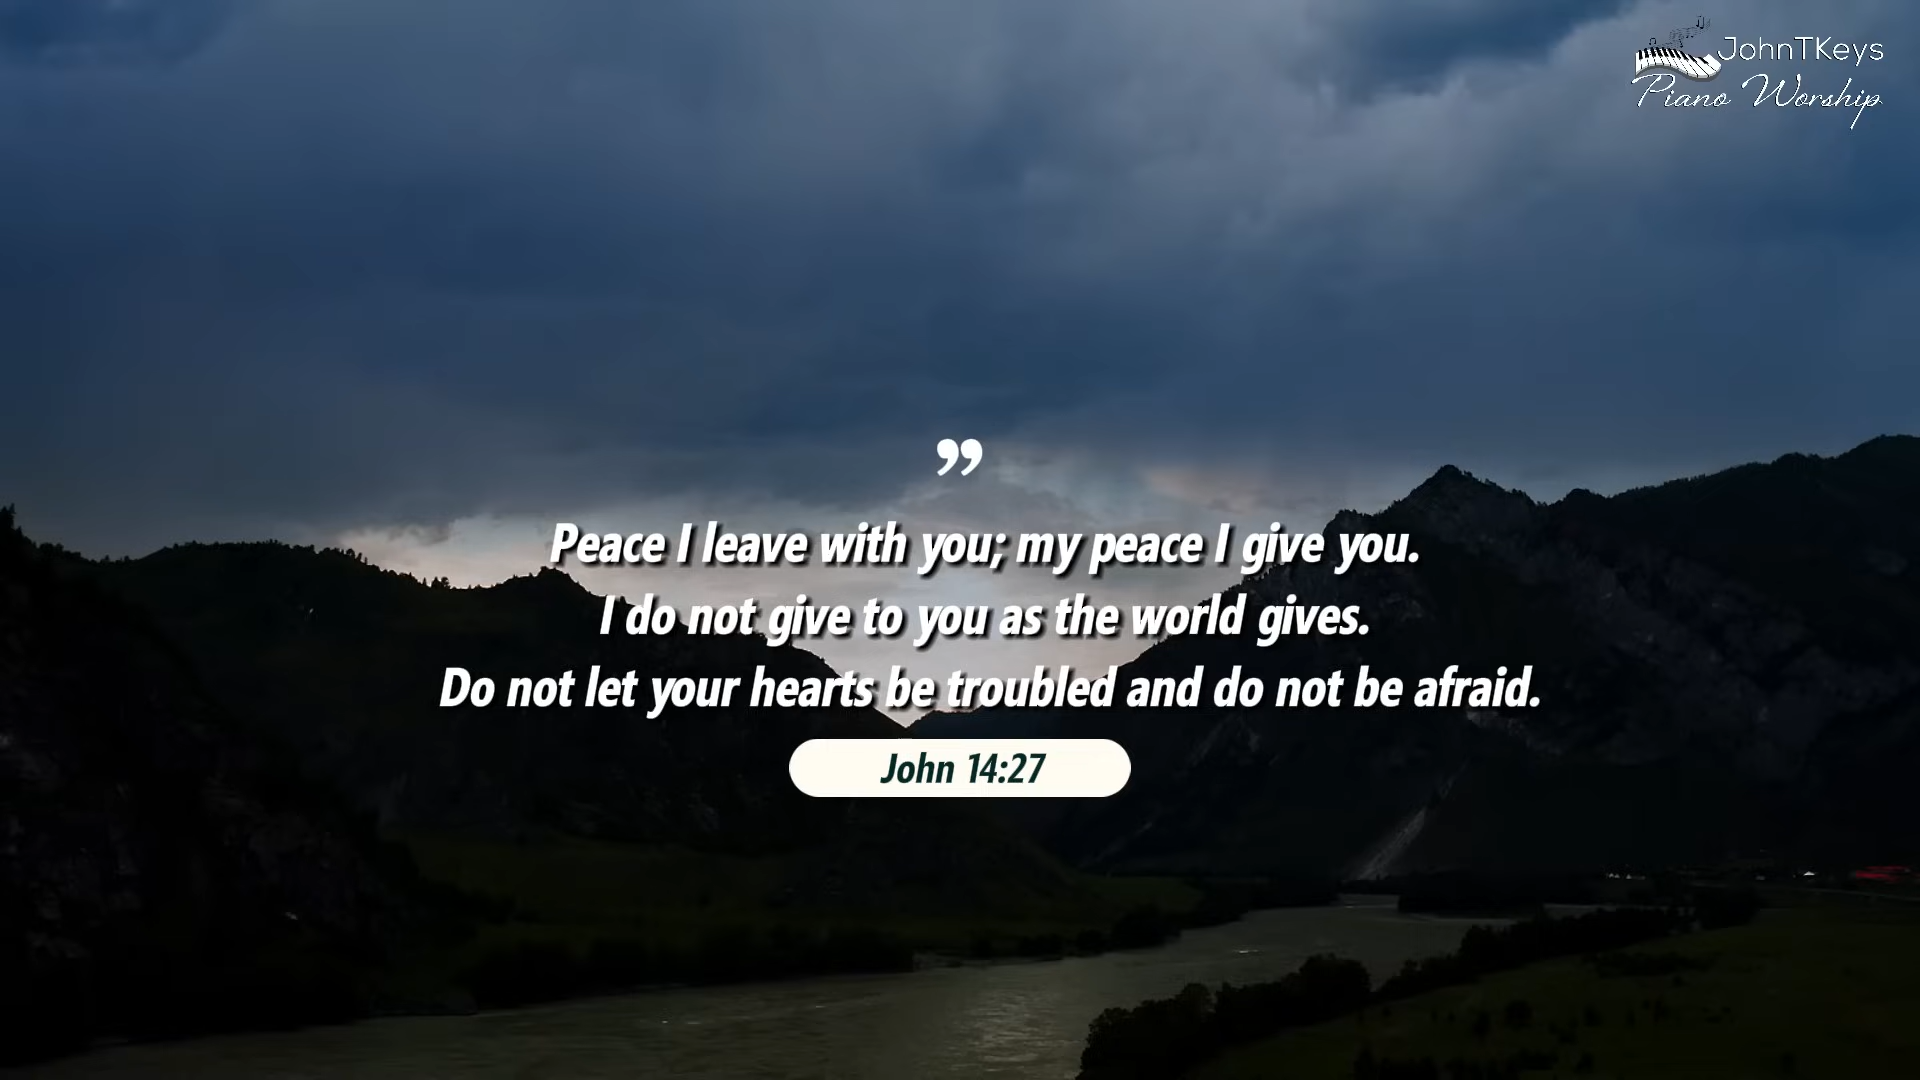 JohnTKeys
Piano Worship
”
Peace I leave with you; my peace I give you.
I do not give to you as the world gives.
Do not let your hearts be troubled and do not be afraid.
John 14:27